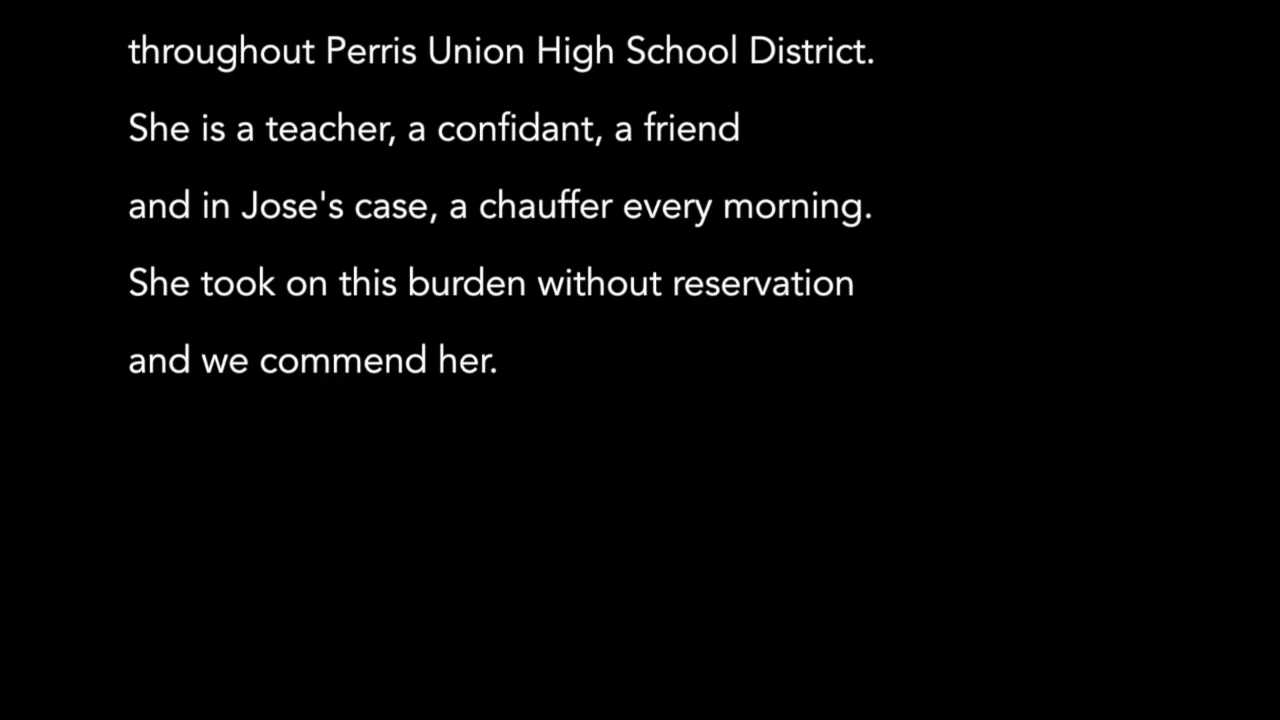 throughout Perris Union High School District.
She is a teacher, a confidant, a friend
and in Jose's case, a chauffer every morning.
She took on this burden without reservation
and we commend her.